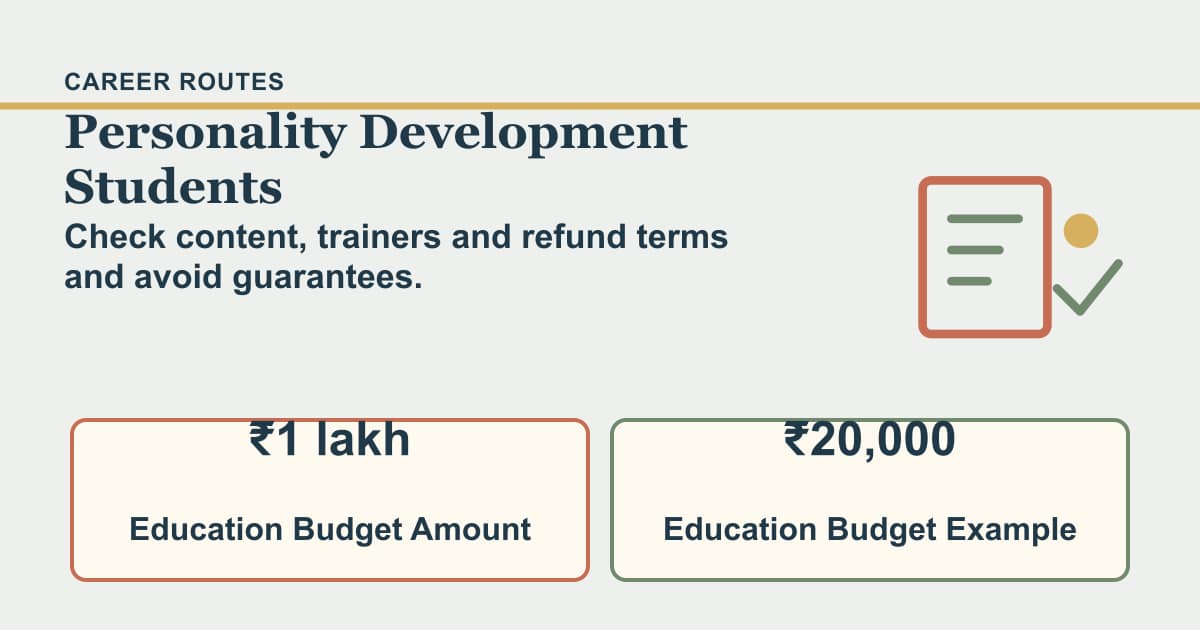 CAREER ROUTES
Personality Development
Students
Check content, trainers and refund terms
and avoid guarantees.
₹1 lakh
Education Budget Amount
₹20,000
Education Budget Example